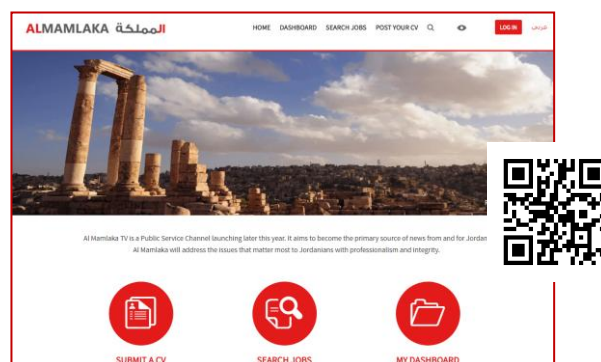 ALMAMLAKA المملكة
HOME DASHBOARD SEARCH JOBS POST YOUR CV LOG IN عربي
Al Mamlaka TV is a Public Service Channel launching later this year. It aims to become the primary source of news from and for Jordan
Al Mamlaka will address the issues that matter most to Jordanians with professionalism and integrity.
SUBMIT A CV SEARCH JOBS MY DASHBOARD